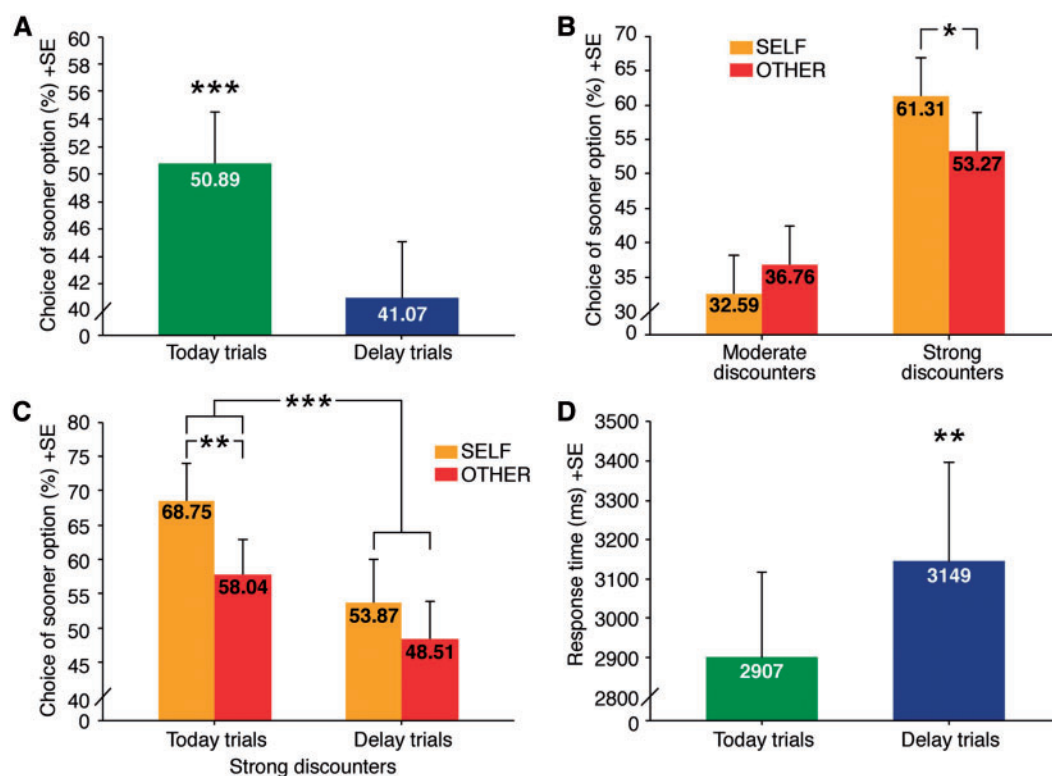 A
Choice of sooner option (%) +SE
60
58
56
54
52
50
48
46
44
42
40
0
***
50.89
41.07
Today trials
Delay trials
B
Choice of sooner option (%) +SE
70
65
60
55
50
45
40
35
30
0
SELF
OTHER
*
32.59
36.76
61.31
53.27
Moderate
discounters
Strong
discounters
C
Choice of sooner option (%) +SE
80
75
70
65
60
55
50
45
40
0
***
**
SELF
OTHER
68.75
58.04
53.87
48.51
Today trials
Delay trials
Strong discounters
D
Response time (ms) +SE
3500
3400
3300
3200
3100
3000
2900
2800
0
**
2907
3149
Today trials
Delay trials